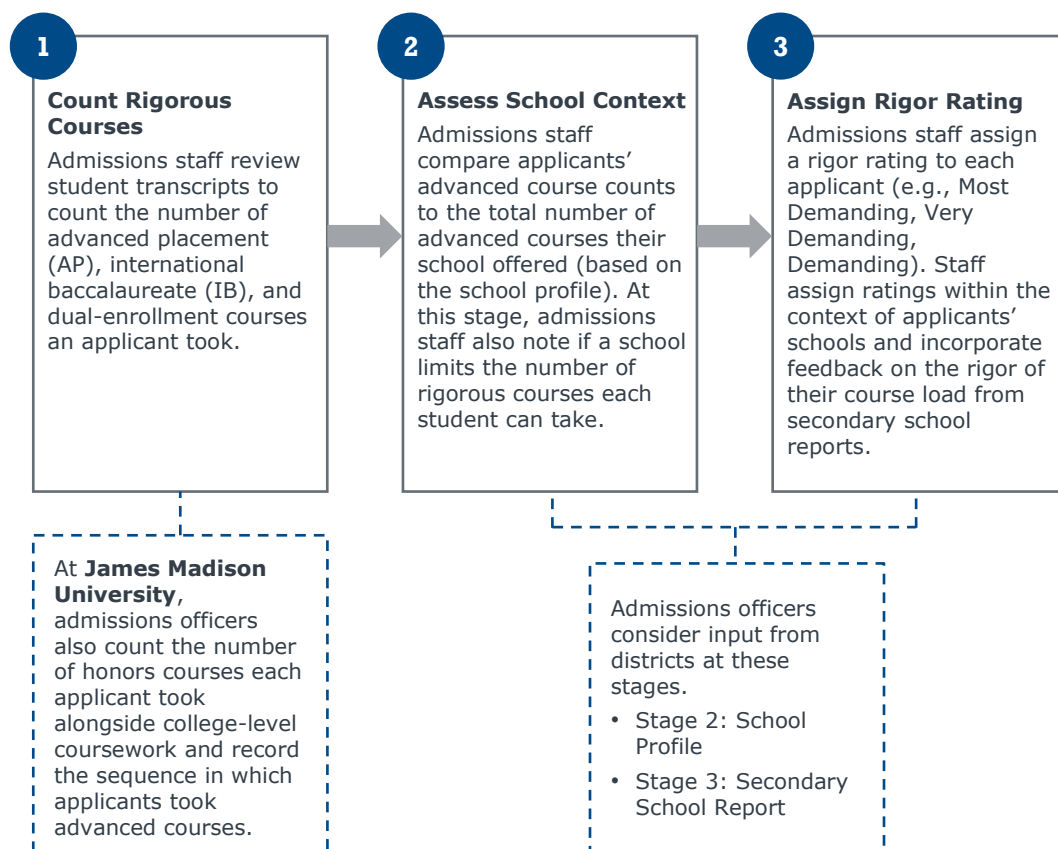 1
Count Rigorous
Courses
Admissions staff review
student transcripts to
count the number of
advanced placement
(AP), international
baccalaureate (IB), and
dual-enrollment courses
an applicant took.
2
Assess School Context
Admissions staff
compare applicants’
advanced course counts
to the total number of
advanced courses their
school offered (based on
the school profile). At
this stage, admissions
staff also note if a school
limits the number of
rigorous courses each
student can take.
3
Assign Rigor Rating
Admissions staff assign
a rigor rating to each
applicant (e.g., Most
Demanding, Very
Demanding,
Demanding). Staff
assign ratings within the
context of applicants’
schools and incorporate
feedback on the rigor of
their course load from
secondary school
reports.
At James Madison
University,
admissions officers
also count the number
of honors courses each
applicant took
alongside college-level
coursework and record
the sequence in which
applicants took
advanced courses.
Admissions officers
consider input from
districts at these
stages.
• Stage 2: School
Profile
• Stage 3: Secondary
School Report